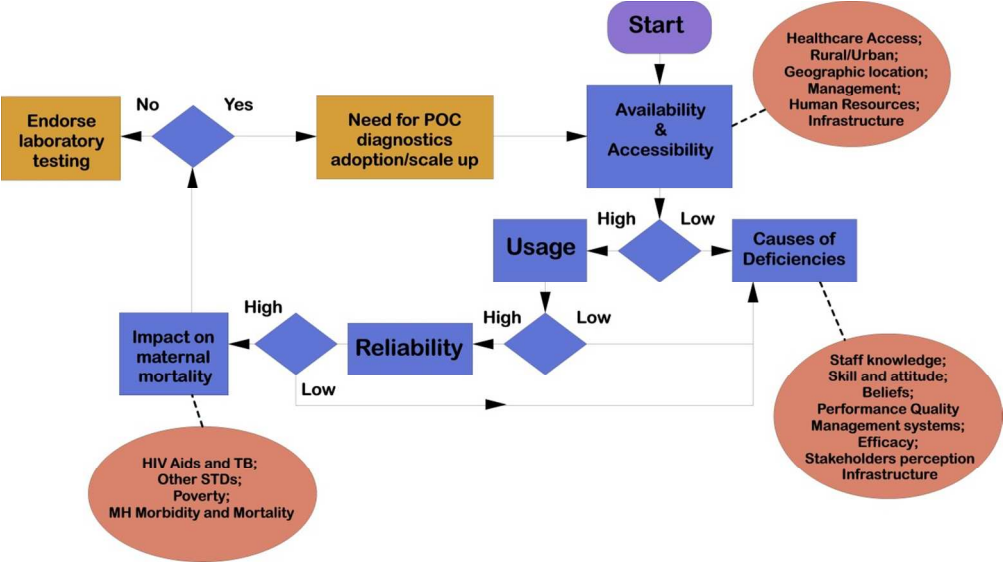 Start
Healthcare Access;
Rural/Urban;
Geographic location;
Management;
Human Resources;
Infrastructure
No
Yes
Endorse
laboratory
testing
Need for POC
diagnostics
adoption/scale up
Availability
&
Accessibility
High
Low
Usage
Causes of
Deficiencies
High
High
Low
Impact on
maternal
mortality
Reliability
Low
Staff knowledge;
Skill and attitude;
Beliefs;
Performance Quality
Management systems;
Efficacy;
Stakeholders perception
Infrastructure
HIV Aids and TB;
Other STDs;
Poverty;
MH Morbidity and Mortality